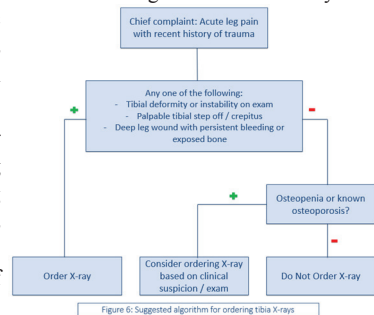 Chief complaint: Acute leg pain
with recent history of trauma
Any one of the following:
- Tibial deformity or instability on exam
- Palpable tibial step off / crepitus
- Deep leg wound with persistent bleeding or
exposed bone
+
-
Osteopenia or known
osteoporosis?
+
-
Order X-ray
Consider ordering X-ray
based on clinical
suspicion / exam
Do Not Order X-ray
Figure 6: Suggested algorithm for ordering tibia X-rays